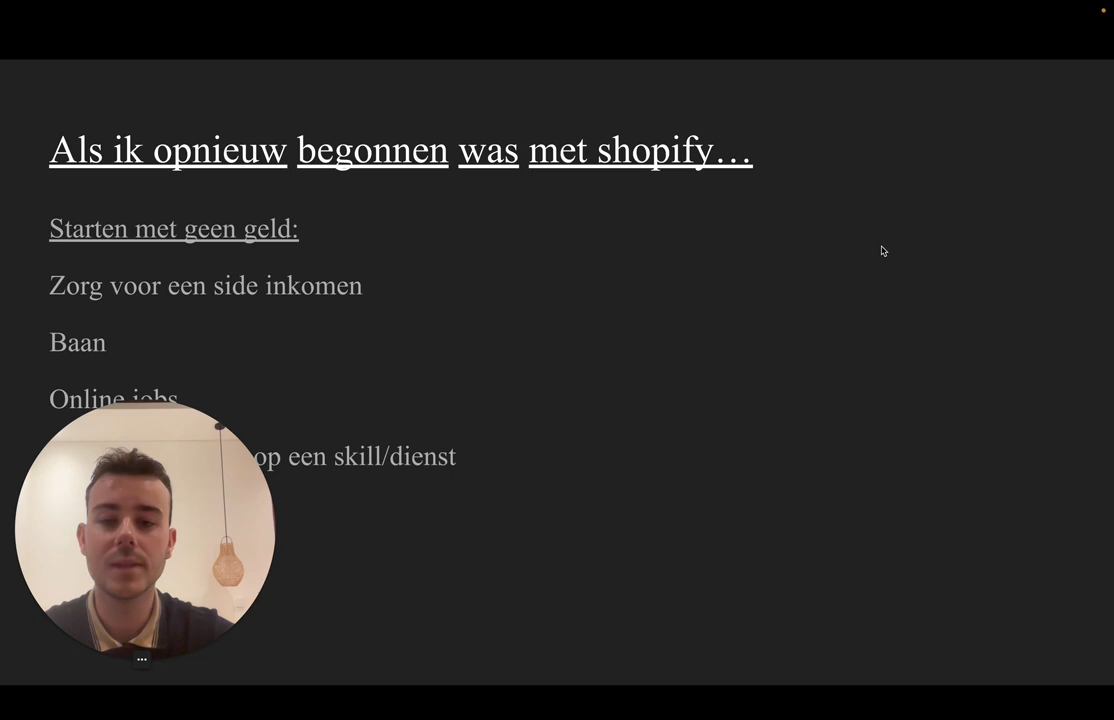 Als ik opnieuw begonnen was met shopify…
Starten met geen geld:
Zorg voor een side inkomen
Baan
Online jobs
op een skill/dienst